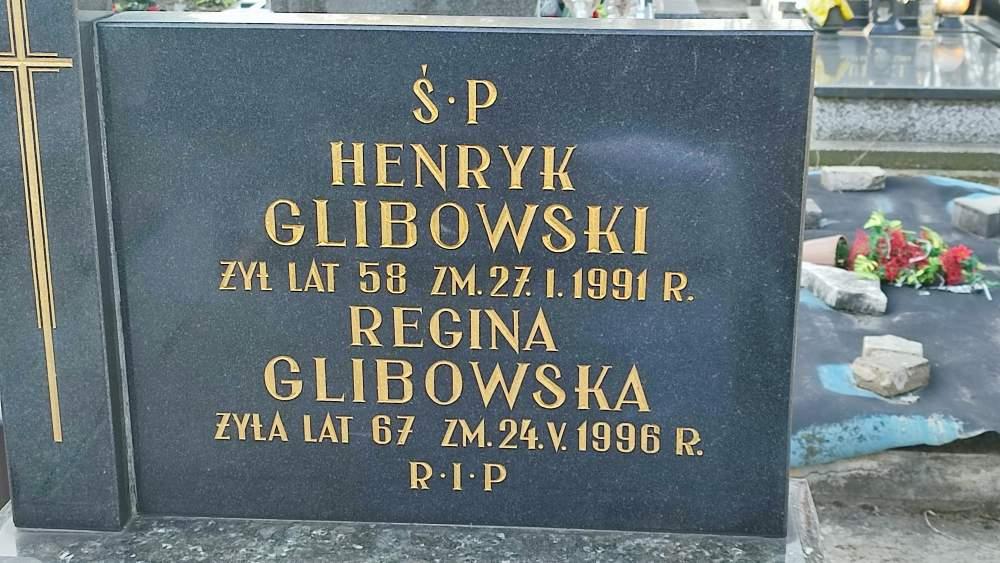 Ś·P
HENRYK
GLIBOWSKI
ŻYŁ LAT 58 ZM. 27. I. 1991 R.
REGINA
GLIBOWSKA
ŻYŁA LAT 67 ZM. 24. V. 1996 R.
R·I·P